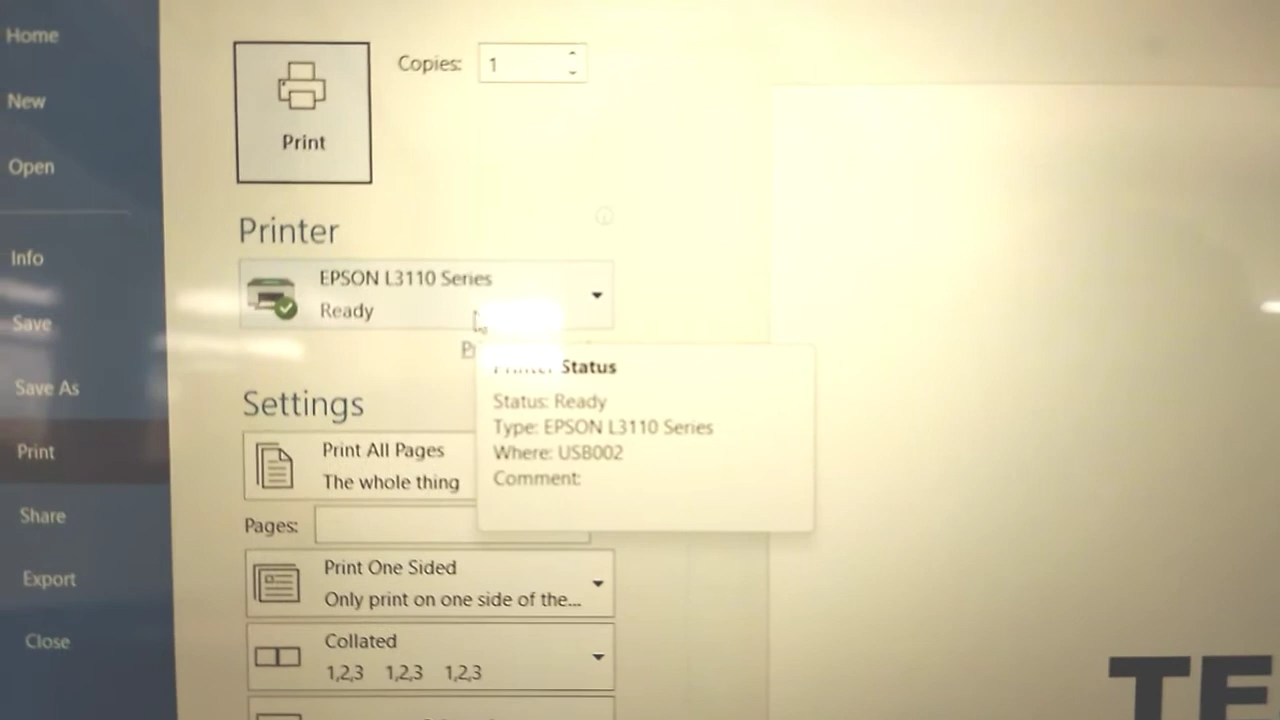 Home
New
Open
Info
Save
Save As
Print
Share
Export
Close
Print
Copies: 1
Printer
EPSON L3110 Series
Ready
Status
Status: Ready
Type: EPSON L3110 Series
Where: USB002
Comment:
Settings
Print All Pages
The whole thing
Pages:
Print One Sided
Only print on one side of the...
Collated
1,2,3 1,2,3 1,2,3
TE